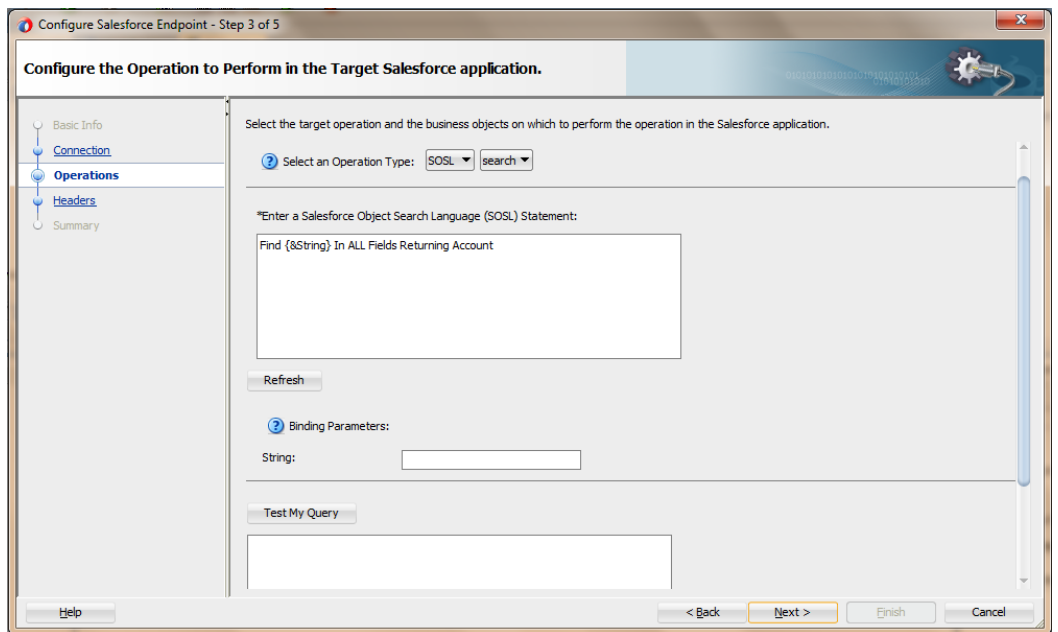 Configure Salesforce Endpoint - Step 3 of 5
x
Configure the Operation to Perform in the Target Salesforce application.
Basic Info
Connection
Operations
Headers
Summary
Select the target operation and the business objects on which to perform the operation in the Salesforce application.
? Select an Operation Type: SOSL search
*Enter a Salesforce Object Search Language (SOSL) Statement:
Find {&String} In ALL Fields Returning Account
Refresh
? Binding Parameters:
String:
Test My Query
Help
< Back Next > Finish Cancel